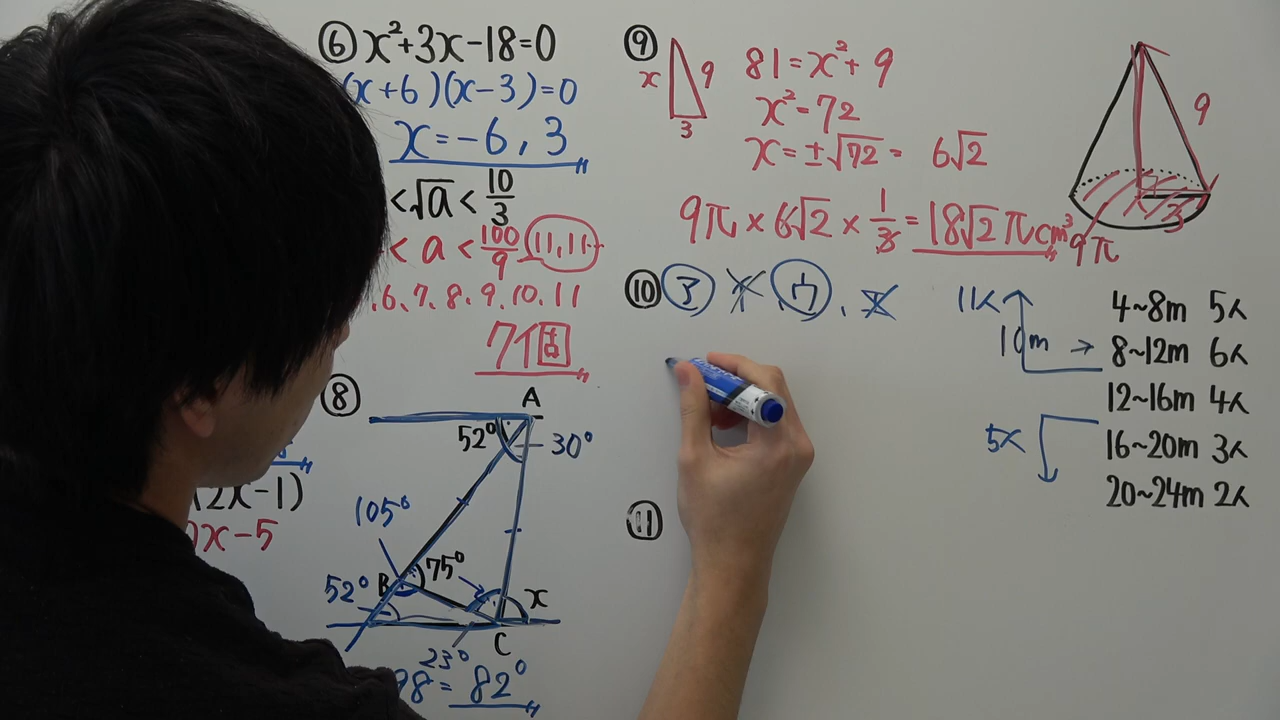 ⑥ x²+3x-18=0
(x+6)(x-3)=0
x=-6, 3
<√a<10/3
<a<100/9 11,11
.6.7.8.9.10.11
7個
⑧
A
52° 30°
105°
B 75°
52° x
C
23°
98=82°
(2x-1)
x-5
⑨
x 9
3
81=x²+9
x²=72
x=±√72= 6√2
9π×6√2×1/3=18√2πcm³
9
3
9π
⑩ ア イ . ウ . エ
11人
10m →
5人
4~8m 5人
8~12m 6人
12~16m 4人
16~20m 3人
20~24m 2人
⑪